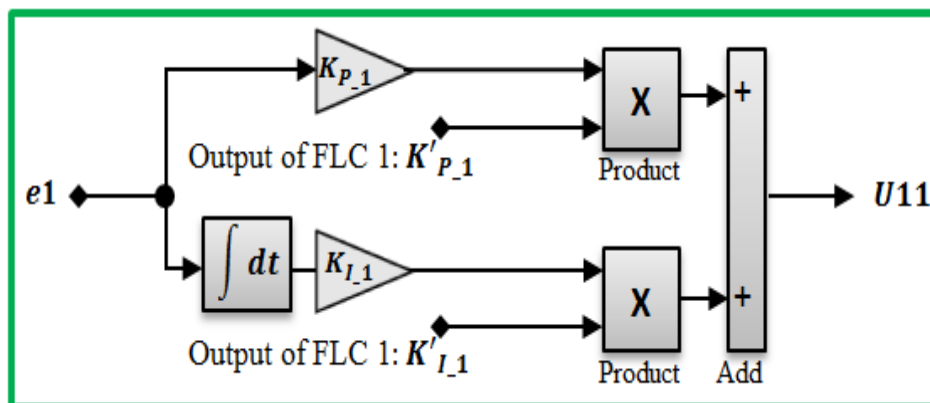 K_{P_1}
X
+
Output of FLC 1: K'_{P_1}
Product
e1
U11
∫ dt
K_{I_1}
X
+
Output of FLC 1: K'_{I_1}
Product
Add